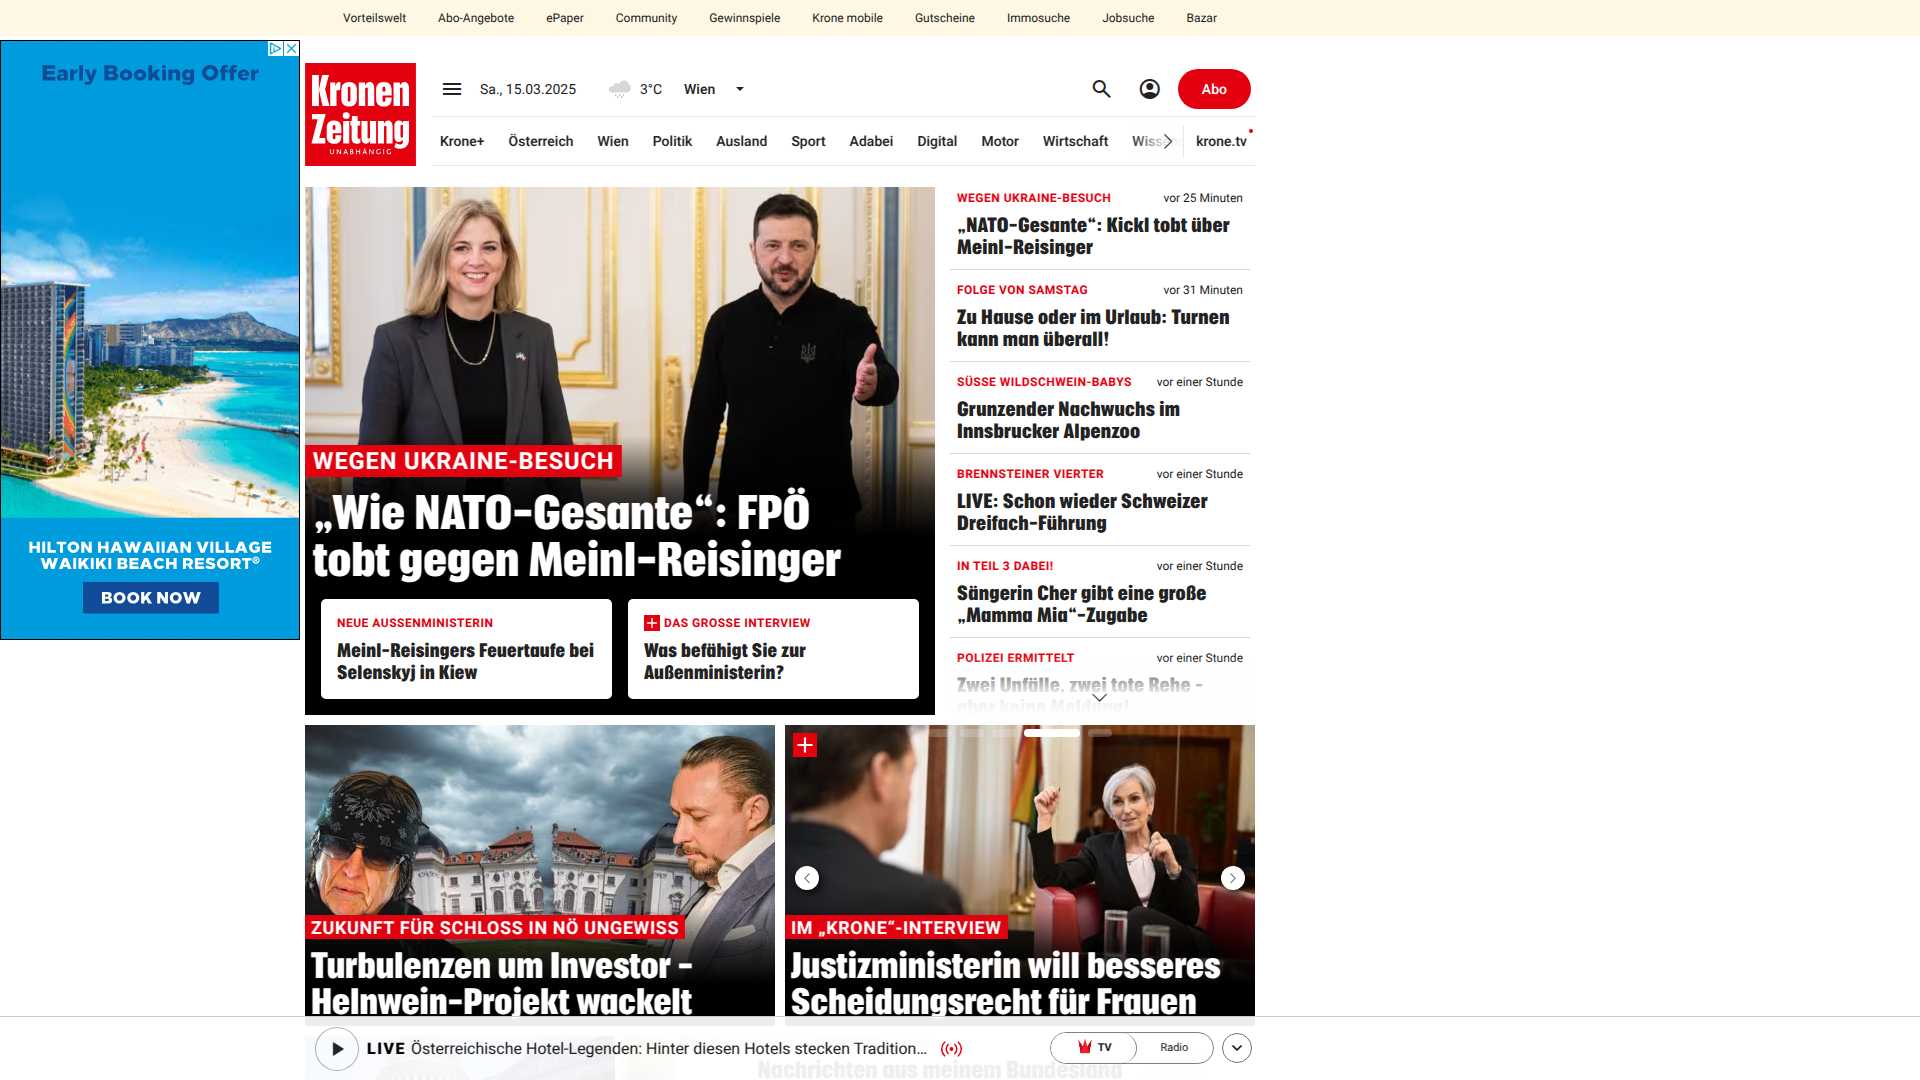 Vorteilswelt Abo-Angebote ePaper Community Gewinnspiele Krone mobile Gutscheine Immosuche Jobsuche Bazar
Early Booking Offer
HILTON HAWAIIAN VILLAGE
WAIKIKI BEACH RESORT®
BOOK NOW
Kronen
Zeitung
UNABHÄNGIG
Sa., 15.03.2025 3°C Wien
Abo
Krone+ Österreich Wien Politik Ausland Sport Adabei Digital Motor Wirtschaft krone.tv
WEGEN UKRAINE-BESUCH
„Wie NATO-Gesante“: FPÖ
tobt gegen Meinl-Reisinger
NEUE AUSSENMINISTERIN
Meinl-Reisingers Feuertaufe bei
Selenskyj in Kiew
DAS GROSSE INTERVIEW
Was befähigt Sie zur
Außenministerin?
WEGEN UKRAINE-BESUCH vor 25 Minuten
„NATO-Gesante“: Kickl tobt über
Meinl-Reisinger
FOLGE VON SAMSTAG vor 31 Minuten
Zu Hause oder im Urlaub: Turnen
kann man überall!
SÜSSE WILDSCHWEIN-BABYS vor einer Stunde
Grunzender Nachwuchs im
Innsbrucker Alpenzoo
BRENNSTEINER VIERTER vor einer Stunde
LIVE: Schon wieder Schweizer
Dreifach-Führung
IN TEIL 3 DABEI! vor einer Stunde
Sängerin Cher gibt eine große
„Mamma Mia“-Zugabe
POLIZEI ERMITTELT vor einer Stunde
Zwei Unfälle, zwei tote Rehe -
aber keine Meldung!
ZUKUNFT FÜR SCHLOSS IN NÖ UNGEWISS
Turbulenzen um Investor -
Helnwein-Projekt wackelt
IM „KRONE“-INTERVIEW
Justizministerin will besseres
Scheidungsrecht für Frauen
LIVE Österreichische Hotel-Legenden: Hinter diesen Hotels stecken Tradition...
TV Radio
Nachrichten aus meinem Bundesland